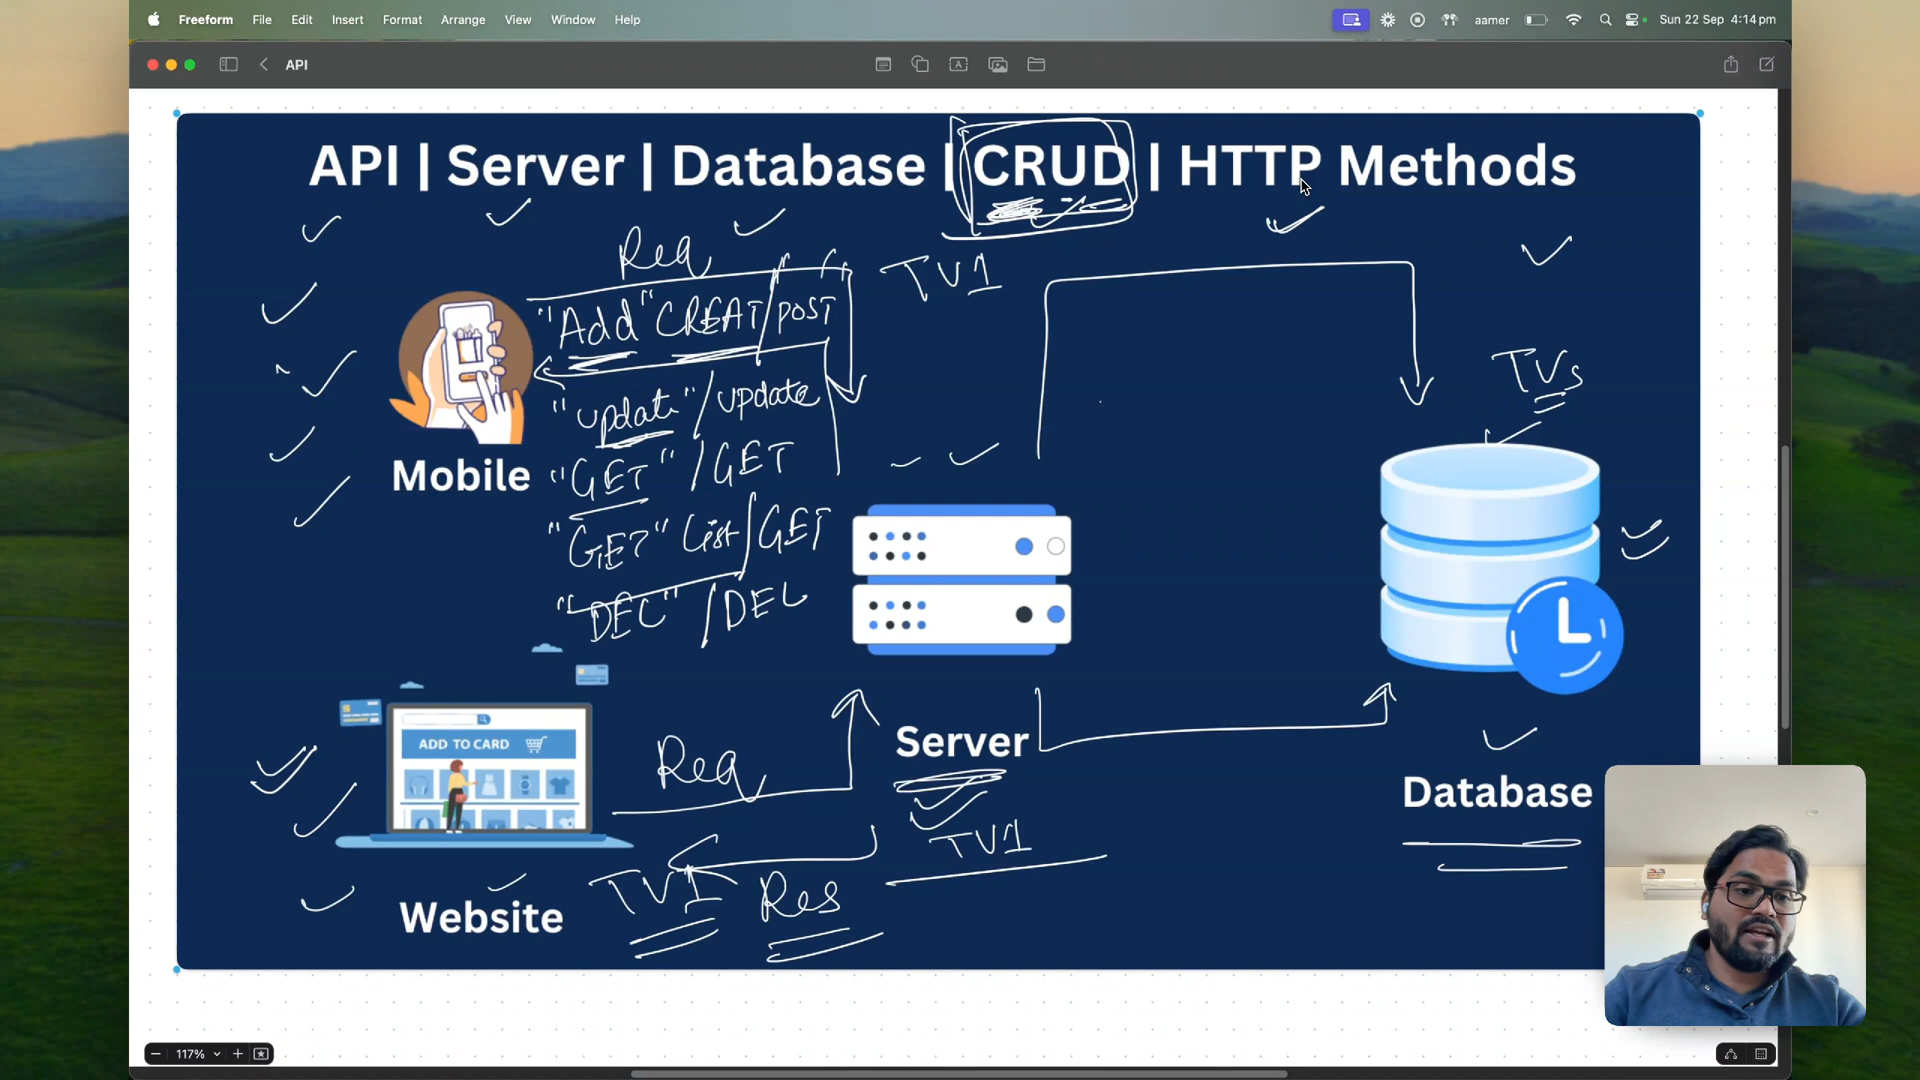 Freeform File Edit Insert Format Arrange View Window Help aamer Sun 22 Sep 4:14 pm
API
API | Server | Database | CRUD | HTTP Methods
Req
TV1
"Add" CREAT/POST
"update"/update
TVs
Mobile
"GET"/GET
"GET" List/GET
"DEL"/DEL
ADD TO CARD
Req
Server
Database
TV1
Website
TV1 Res
117%